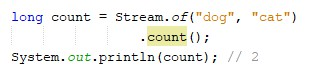 long count = Stream.of("dog", "cat")
.count();
System.out.println(count); // 2